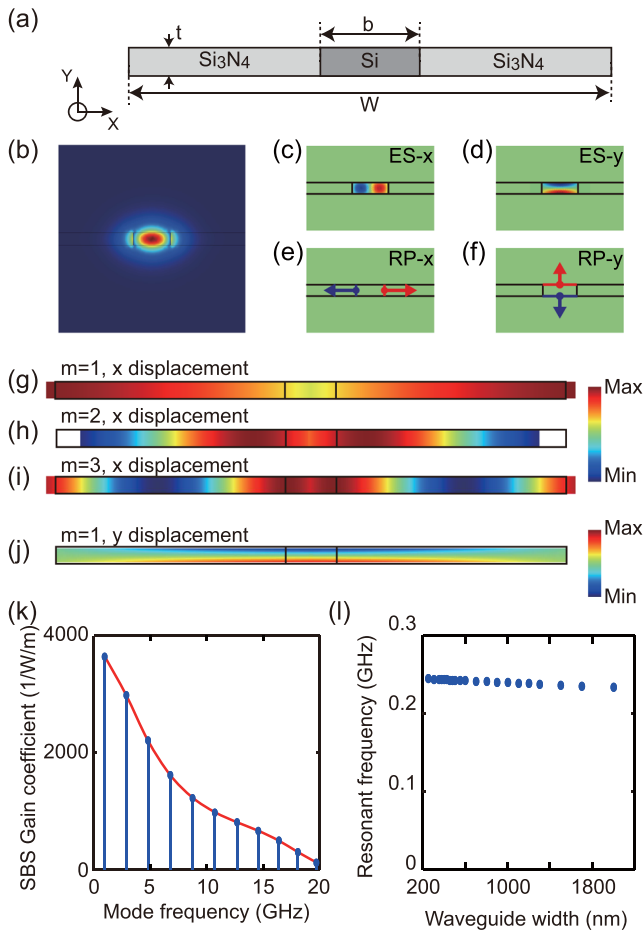 (a)
t
b
Si3N4
Si
Si3N4
Y
X
W
(b)
(c)
ES-x
(d)
ES-y
(e)
RP-x
(f)
RP-y
(g)
m=1, x displacement
Max
(h)
m=2, x displacement
(i)
m=3, x displacement
Min
(j)
m=1, y displacement
Max
Min
(k)
SBS Gain coefficient (1/W/m)
4000
2000
0
0
5
10
15
20
Mode frequency (GHz)
(l)
Resonant frequency (GHz)
0.3
0.2
0.1
0
200
1000
1800
Waveguide width (nm)